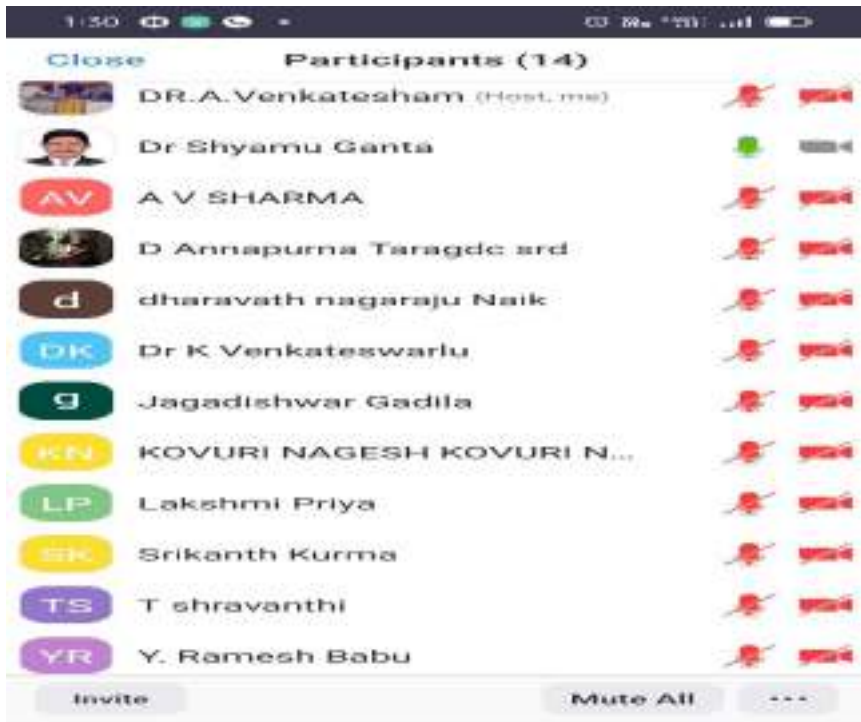 1:30
Close Participants (14)
DR.A.Venkatesham (Host, me)
Dr Shyamu Ganta
AV A V SHARMA
D Annapurna Taragdc srd
d dharavath nagaraju Naik
DK Dr K Venkateswarlu
g Jagadishwar Gadila
KN KOVURI NAGESH KOVURI N...
LP Lakshmi Priya
SK Srikanth Kurma
TS T shravanthi
YR Y. Ramesh Babu
Invite Mute All ...